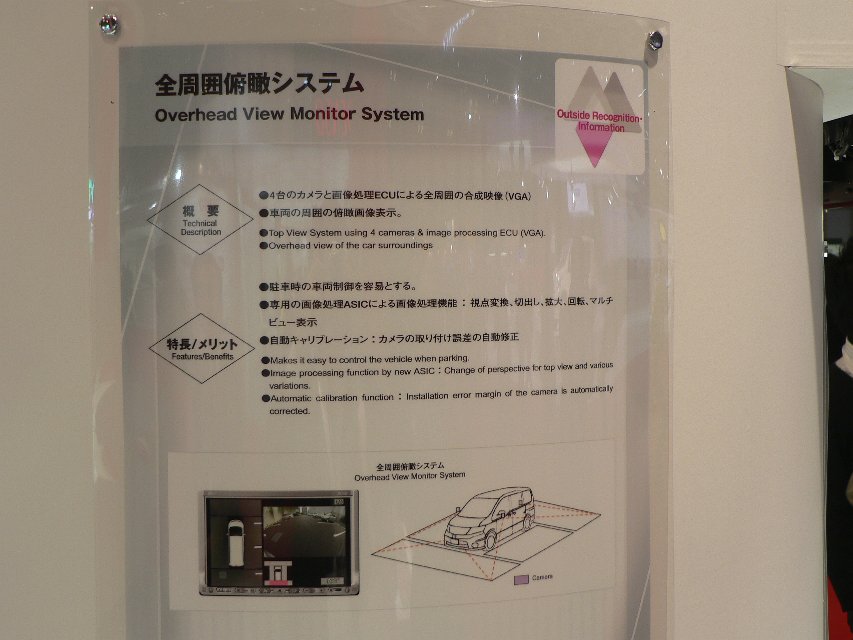 全周囲俯瞰システム
Overhead View Monitor System
Outside Recognition·
Information
概 要
Technical
Description
●4台のカメラと画像処理ECUによる全周囲の合成映像(VGA)
●車両の周囲の俯瞰画像表示。
●Top View System using 4 cameras & image processing ECU (VGA).
●Overhead view of the car surroundings
特長/メリット
Features/Benefits
●駐車時の車両制御を容易とする。
●専用の画像処理ASICによる画像処理機能：視点変換、切出し、拡大、回転、マルチ
ビュー表示
●自動キャリブレーション：カメラの取り付け誤差の自動修正
●Makes it easy to control the vehicle when parking.
●Image processing function by new ASIC : Change of perspective for top view and various
variations.
●Automatic calibration function : Installation error margin of the camera is automatically
corrected.
全周囲俯瞰システム
Overhead View Monitor System
Camera